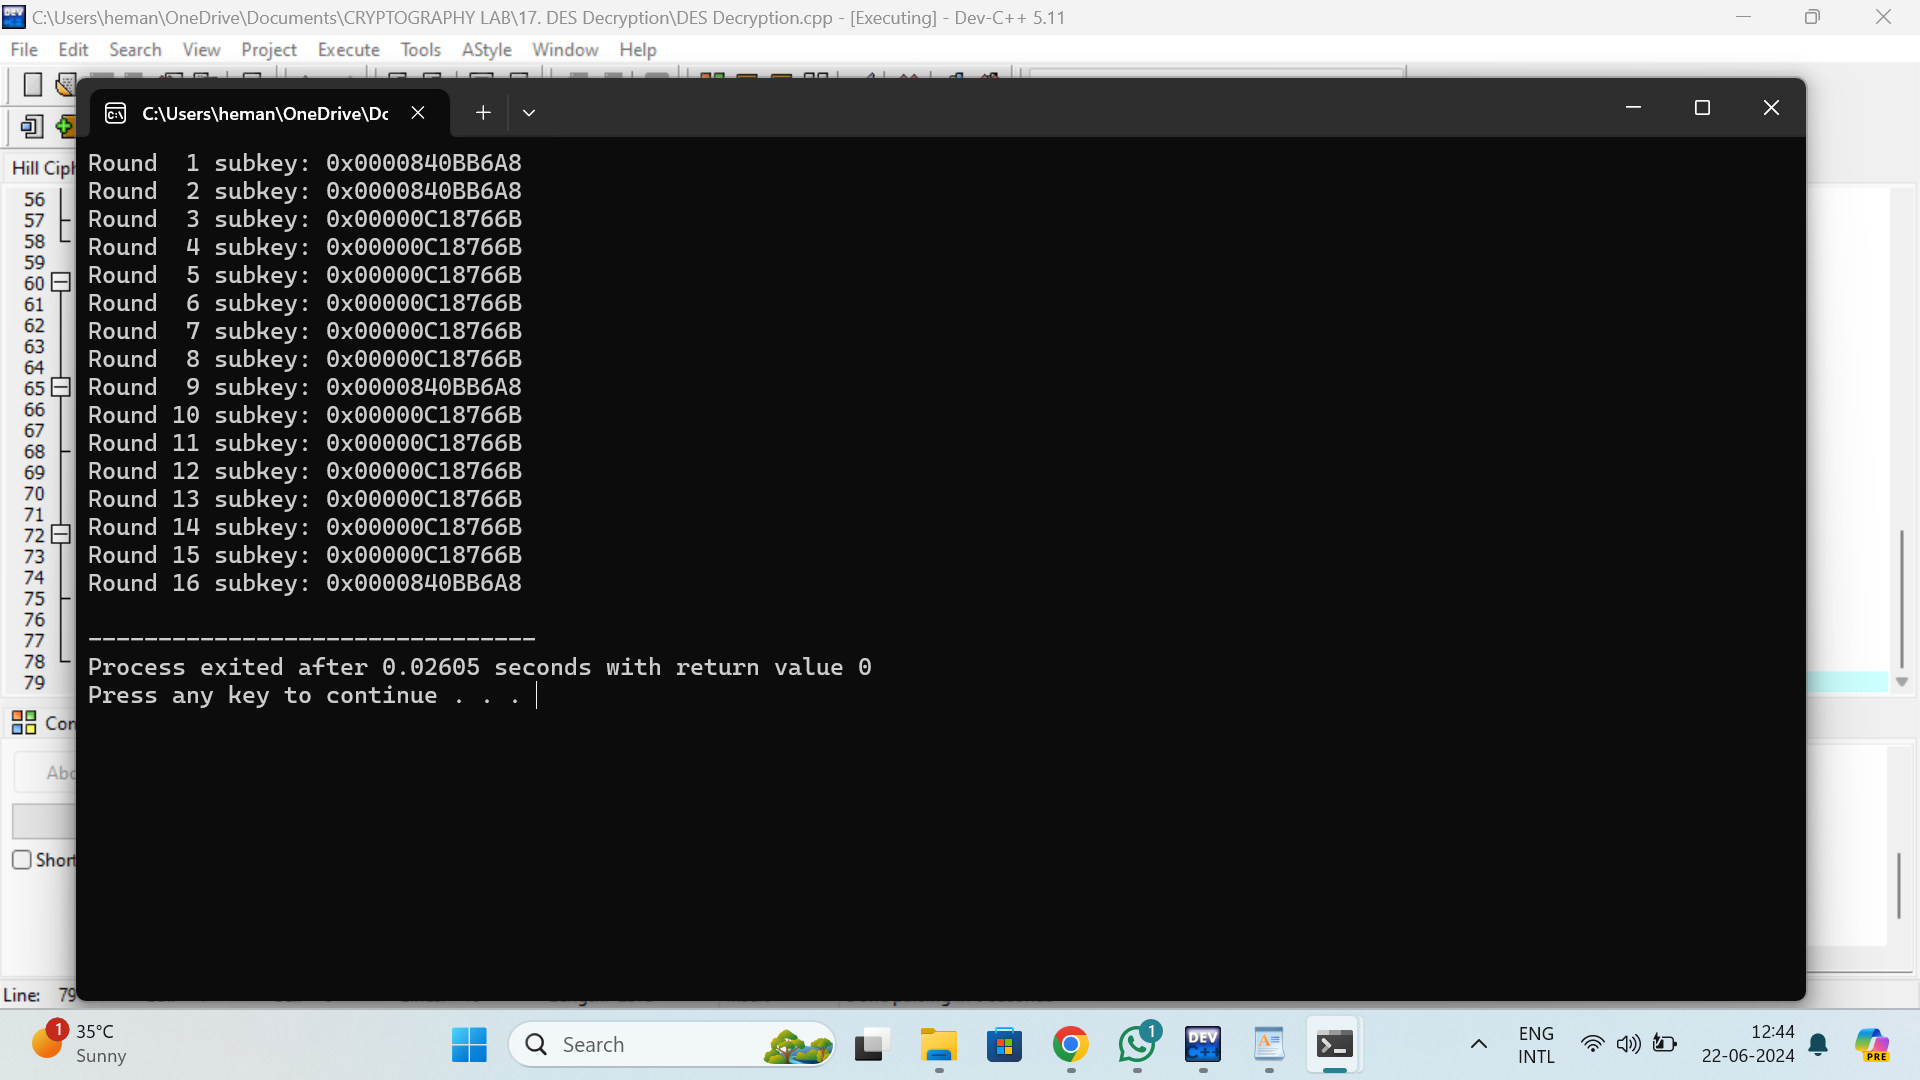 C:\Users\heman\OneDrive\Documents\CRYPTOGRAPHY LAB\17. DES Decryption\DES Decryption.cpp - [Executing] - Dev-C++ 5.11
File Edit Search View Project Execute Tools AStyle Window Help
C:\Users\heman\OneDrive\Dc
Hill Ciph
Round  1 subkey: 0x0000840BB6A8
Round  2 subkey: 0x0000840BB6A8
Round  3 subkey: 0x00000C18766B
Round  4 subkey: 0x00000C18766B
Round  5 subkey: 0x00000C18766B
Round  6 subkey: 0x00000C18766B
Round  7 subkey: 0x00000C18766B
Round  8 subkey: 0x00000C18766B
Round  9 subkey: 0x0000840BB6A8
Round 10 subkey: 0x00000C18766B
Round 11 subkey: 0x00000C18766B
Round 12 subkey: 0x00000C18766B
Round 13 subkey: 0x00000C18766B
Round 14 subkey: 0x00000C18766B
Round 15 subkey: 0x00000C18766B
Round 16 subkey: 0x0000840BB6A8
--------------------------------
Process exited after 0.02605 seconds with return value 0
Press any key to continue . . .
56
57
58
59
60
61
62
63
64
65
66
67
68
69
70
71
72
73
74
75
76
77
78
79
Con
Abo
Short
Line: 79
1
35°C
Sunny
Search
1
DEV
C++
PRE
ENG
INTL
12:44
22-06-2024